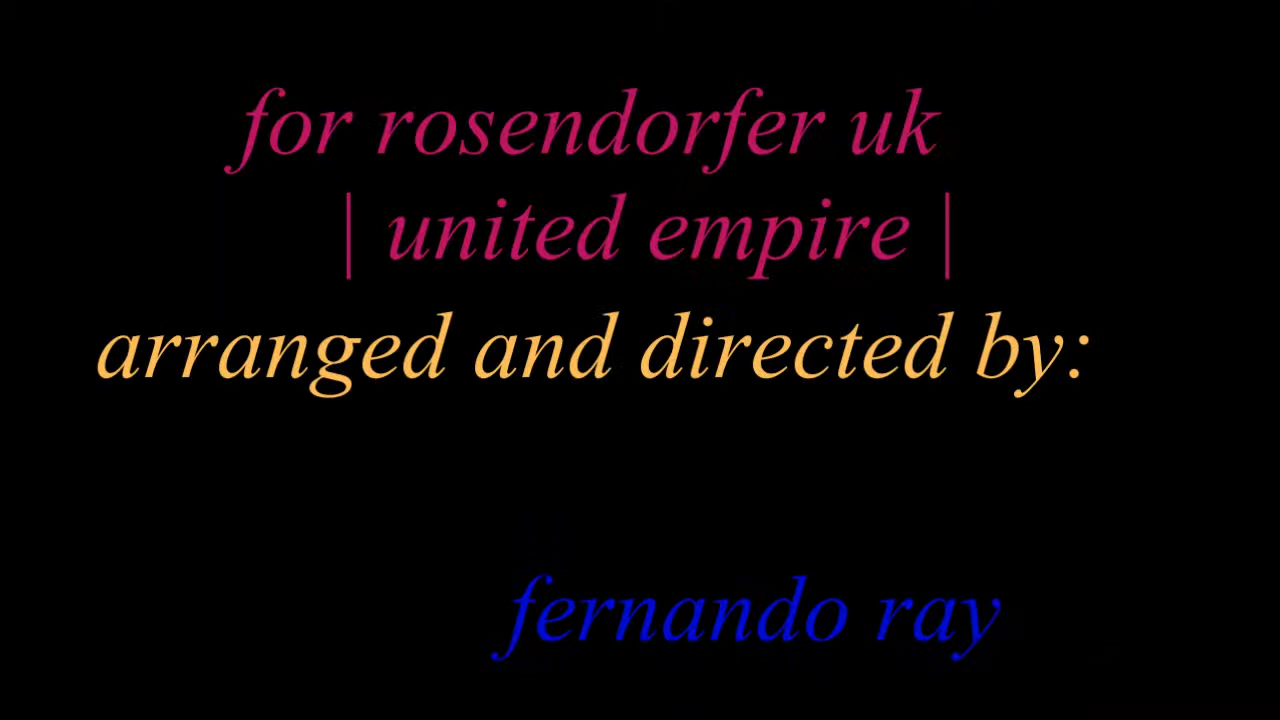 for rosendorfer uk
| united empire |
arranged and directed by:
fernando ray